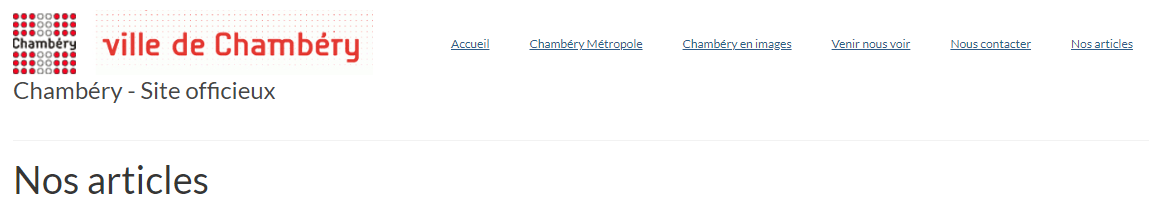 Chambéry
ville de Chambéry
Accueil Chambéry Métropole Chambéry en images Venir nous voir Nous contacter Nos articles
Chambéry - Site officieux
Nos articles